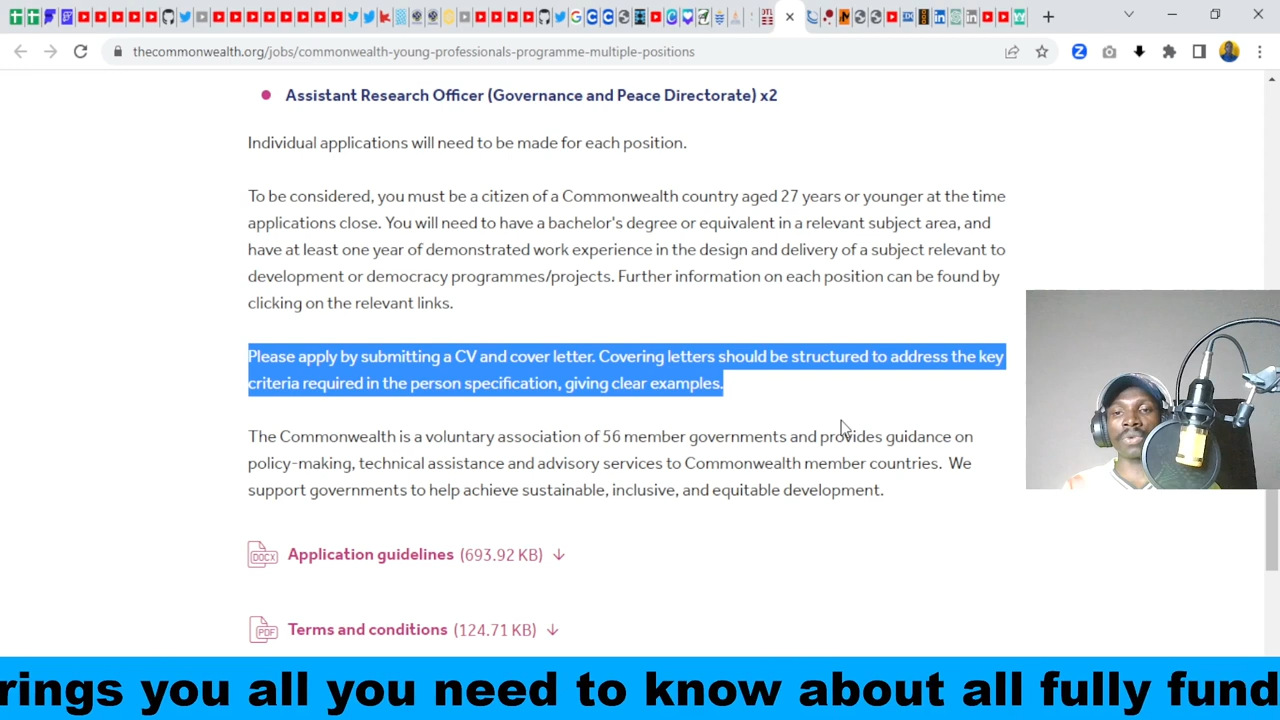 thecommonwealth.org/jobs/commonwealth-young-professionals-programme-multiple-positions
Assistant Research Officer (Governance and Peace Directorate) x2
Individual applications will need to be made for each position.
To be considered, you must be a citizen of a Commonwealth country aged 27 years or younger at the time
applications close. You will need to have a bachelor's degree or equivalent in a relevant subject area, and
have at least one year of demonstrated work experience in the design and delivery of a subject relevant to
development or democracy programmes/projects. Further information on each position can be found by
clicking on the relevant links.
Please apply by submitting a CV and cover letter. Covering letters should be structured to address the key
criteria required in the person specification, giving clear examples.
The Commonwealth is a voluntary association of 56 member governments and provides guidance on
policy-making, technical assistance and advisory services to Commonwealth member countries. We
support governments to help achieve sustainable, inclusive, and equitable development.
DOCX Application guidelines (693.92 KB)
PDF Terms and conditions (124.71 KB)
rings you all you need to know about all fully fund